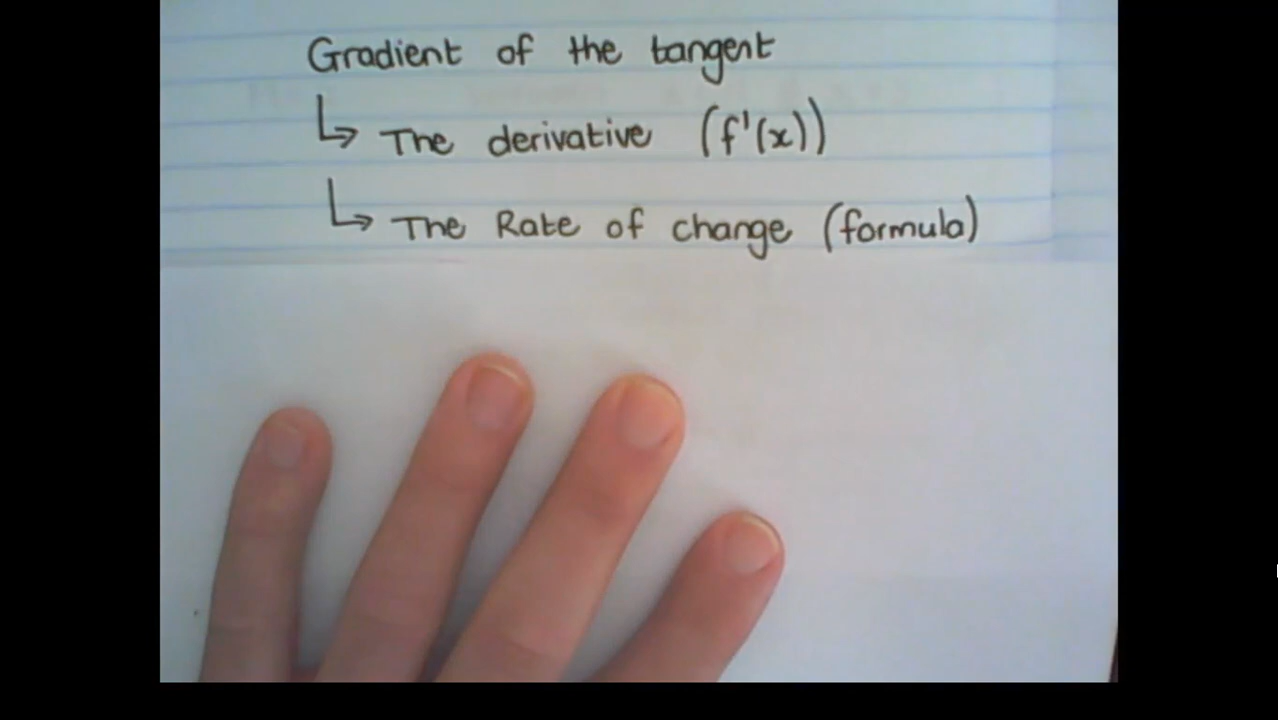 Gradient of the tangent
↳ The derivative (f'(x))
↳ The Rate of change (formula)